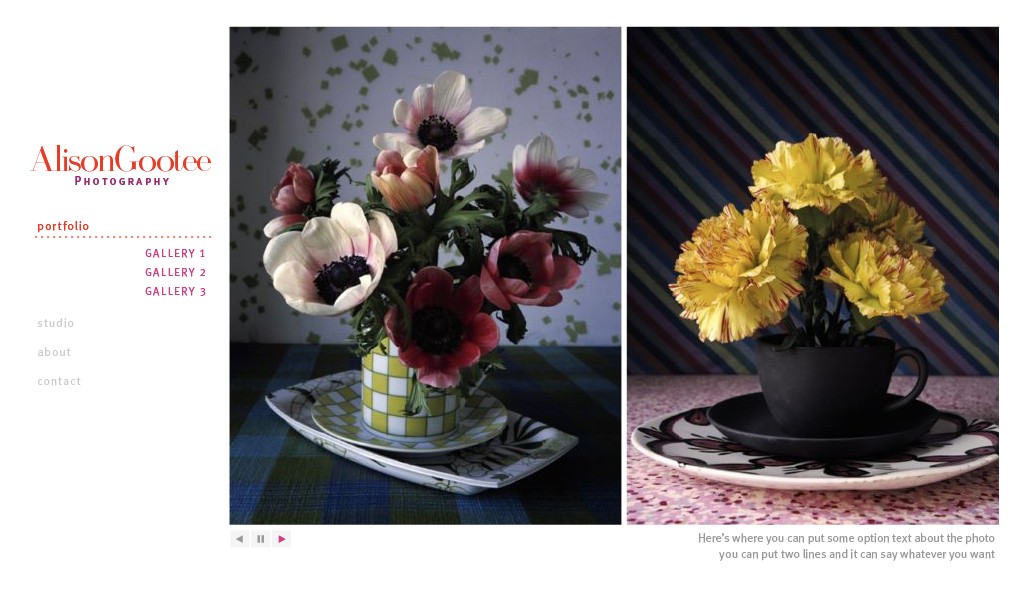 AlisonGootee
PHOTOGRAPHY
portfolio
GALLERY 1
GALLERY 2
GALLERY 3
studio
about
contact
Here's where you can put some option text about the photo
you can put two lines and it can say whatever you want